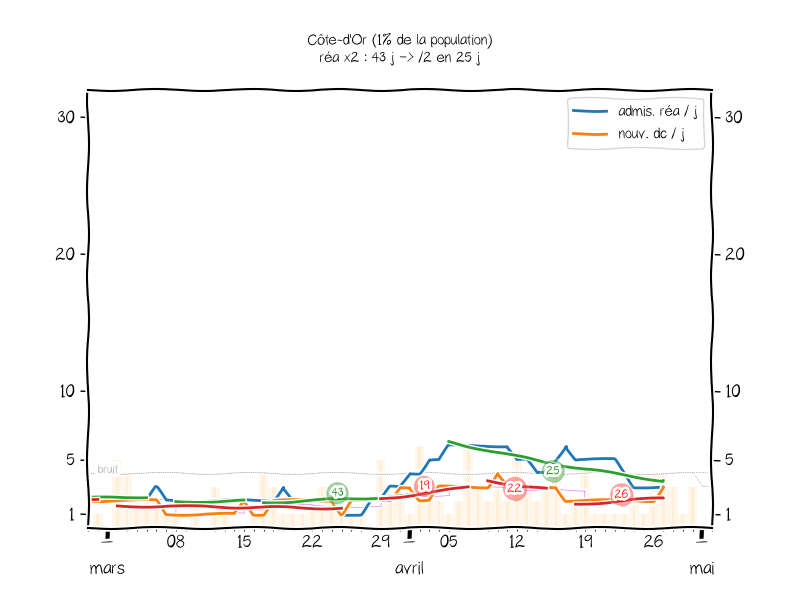 Côte-d'Or (1% de la population)
réa x2 : 43 j -> /2 en 25 j
admis. réa / j
nouv. dc / j
30
30
20
20
10
10
5
5
bruit
1
1
43
19
22
25
26
08
15
22
29
05
12
19
26
mars
avril
mai